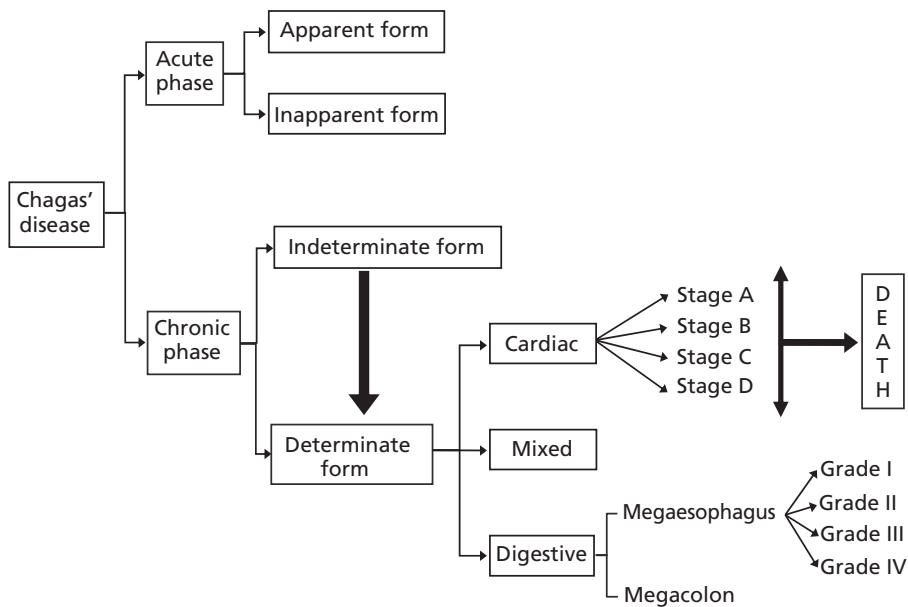 Apparent form
Acute
phase
Inapparent form
Chagas’
disease
Indeterminate form
Chronic
phase
Determinate
form
Cardiac
Stage A
Stage B
Stage C
Stage D
D
E
A
T
H
Mixed
Digestive
Megaesophagus
Grade I
Grade II
Grade III
Grade IV
Megacolon